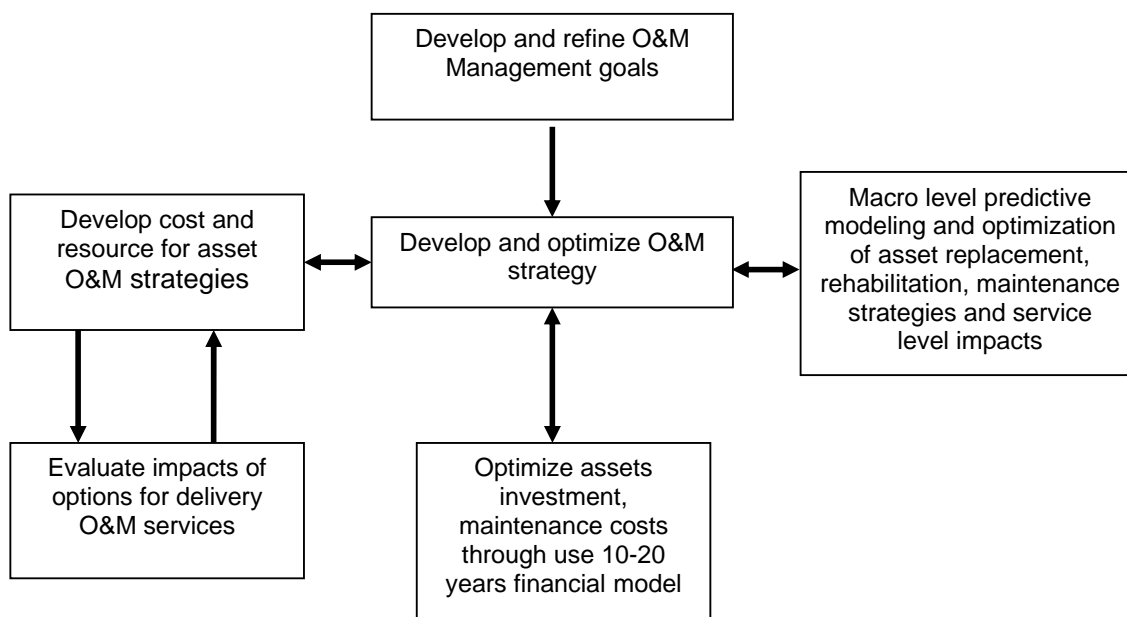 Develop and refine O&M
Management goals
Develop cost and
resource for asset
O&M strategies
Develop and optimize O&M
strategy
Macro level predictive
modeling and optimization
of asset replacement,
rehabilitation, maintenance
strategies and service
level impacts
Evaluate impacts of
options for delivery
O&M services
Optimize assets
investment,
maintenance costs
through use 10-20
years financial model